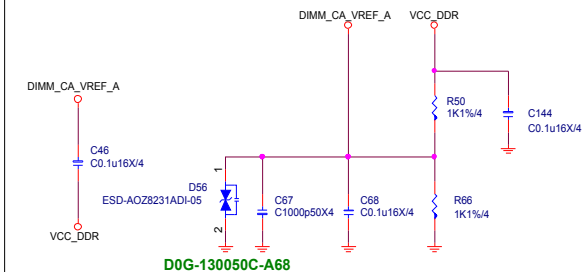 DIMM_CA_VREF_A
VCC_DDR
DIMM_CA_VREF_A
R50
1K1%/4
C144
C0.1u16X/4
C46
C0.1u16X/4
1
D56
ESD-AOZ8231ADI-05
2
C67
C1000p50X4
C68
C0.1u16X/4
R66
1K1%/4
VCC_DDR
D0G-130050C-A68